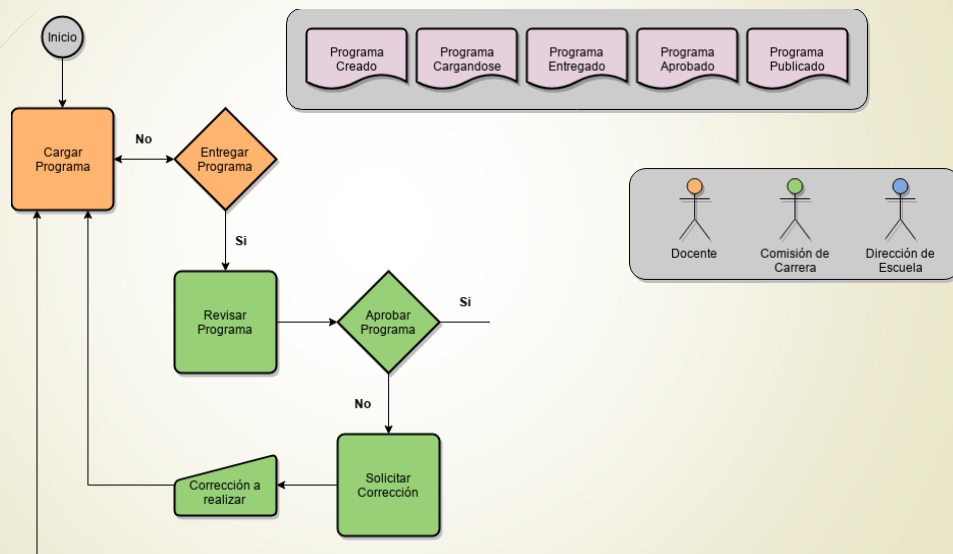 Inicio
Programa
Creado
Programa
Cargandose
Programa
Entregado
Programa
Aprobado
Programa
Publicado
Cargar
Programa
No
Entregar
Programa
Docente
Comisión de
Carrera
Dirección de
Escuela
Si
Revisar
Programa
Aprobar
Programa
Si
No
Solicitar
Corrección
Corrección a
realizar